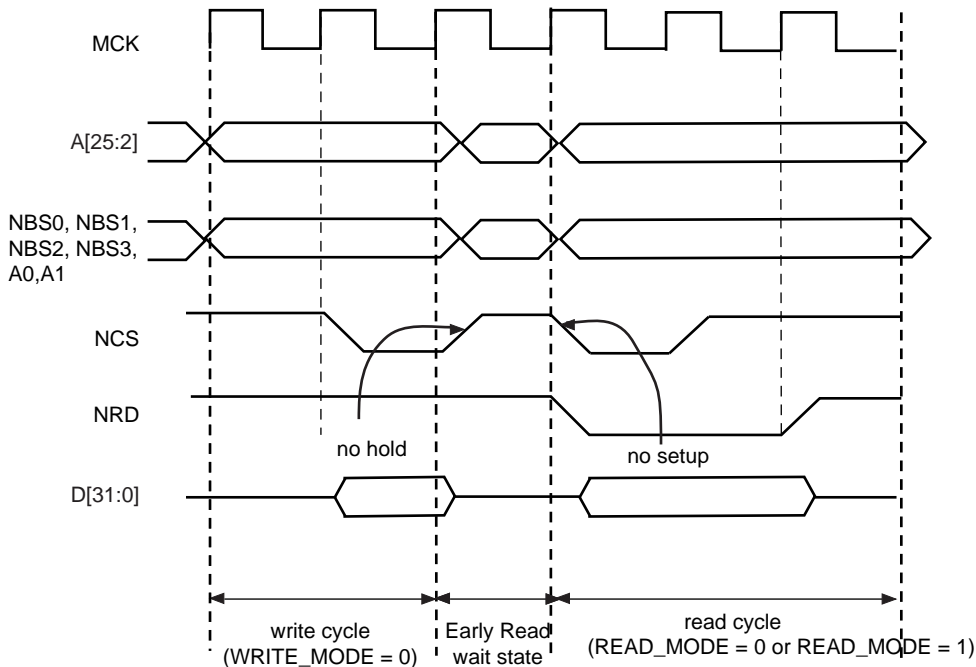 MCK
A[25:2]
NBS0, NBS1,
NBS2, NBS3,
A0,A1
NCS
NRD
no hold
no setup
D[31:0]
write cycle
(WRITE_MODE = 0)
Early Read
wait state
read cycle
(READ_MODE = 0 or READ_MODE = 1)